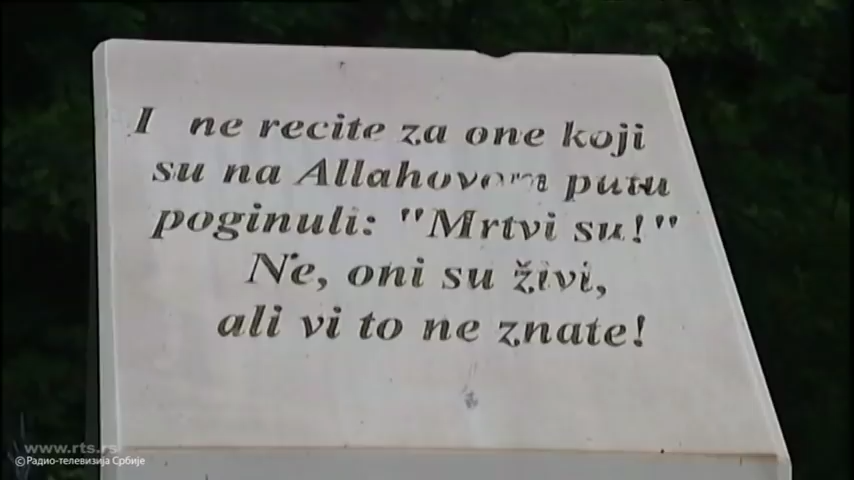 I ne recite za one koji
su na Allahovom putu
poginuli: "Mrtvi su!"
Ne, oni su živi,
ali vi to ne znate!
www.rts.rs
©Радио-телевизија Србије